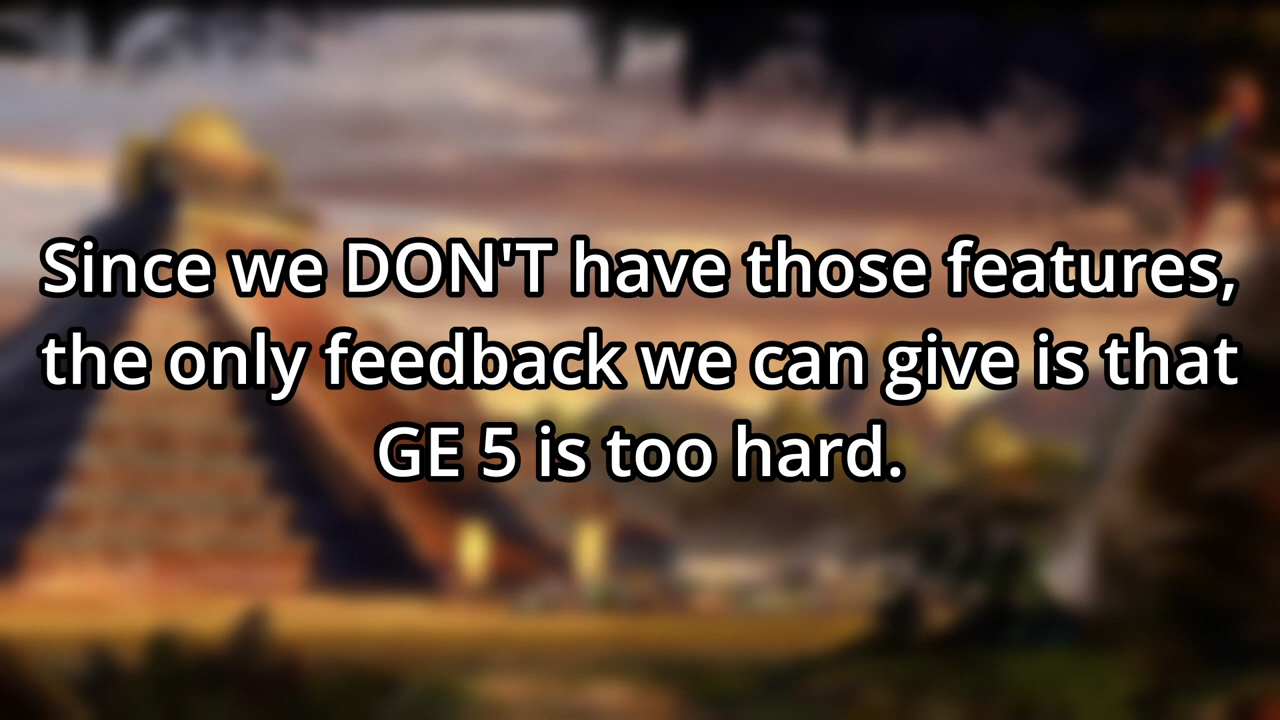 Since we DON'T have those features,
the only feedback we can give is that
GE 5 is too hard.